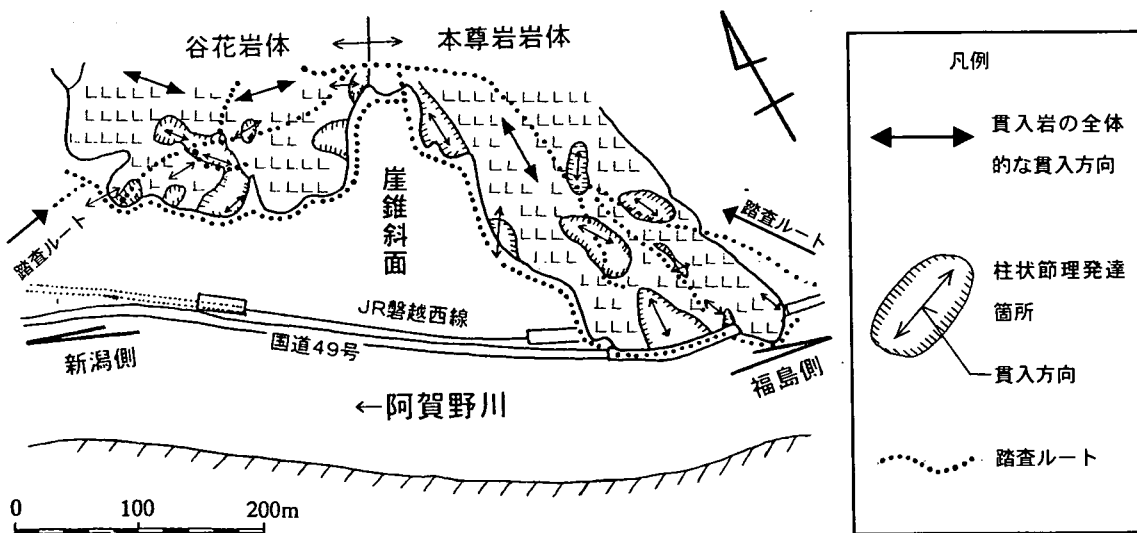 谷花岩体
本尊岩岩体
崖錐斜面
踏査ルート
踏査ルート
JR磐越西線
国道49号
新潟側
福島側
←阿賀野川
0 100 200m
凡例
貫入岩の全体
的な貫入方向
柱状節理発達
箇所
貫入方向
踏査ルート